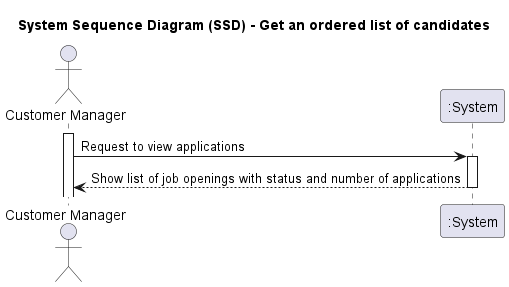 System Sequence Diagram (SSD) - Get an ordered list of candidates
Customer Manager
:System
Request to view applications
Show list of job openings with status and number of applications
Customer Manager
:System